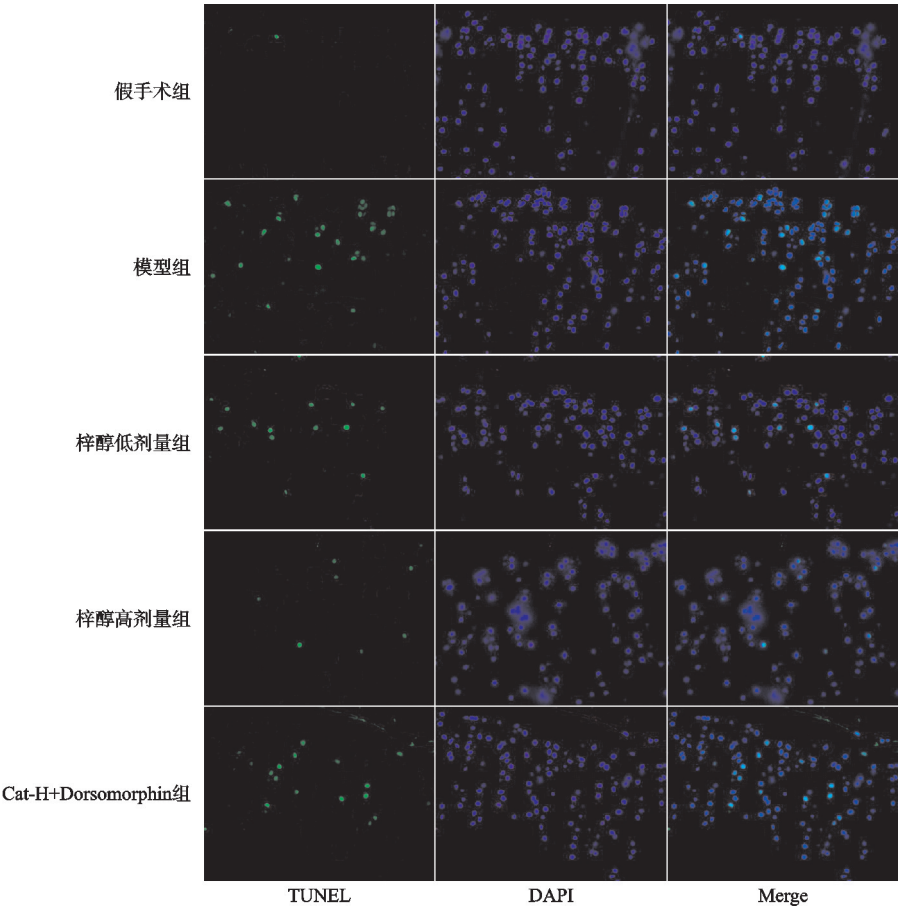 假手术组
模型组
梓醇低剂量组
梓醇高剂量组
Cat-H+Dorsomorphin组
TUNEL DAPI Merge